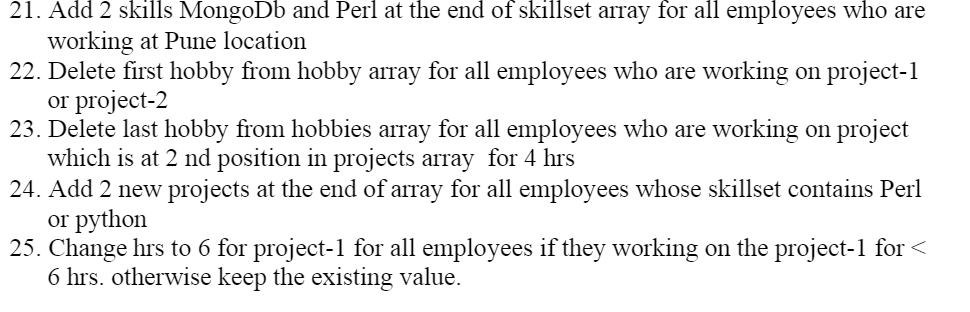 21. Add 2 skills MongoDb and Perl at the end of skillset array for all employees who are
working at Pune location
22. Delete first hobby from hobby array for all employees who are working on project-1
or project-2
23. Delete last hobby from hobbies array for all employees who are working on project
which is at 2 nd position in projects array  for 4 hrs
24. Add 2 new projects at the end of array for all employees whose skillset contains Perl
or python
25. Change hrs to 6 for project-1 for all employees if they working on the project-1 for <
6 hrs. otherwise keep the existing value.